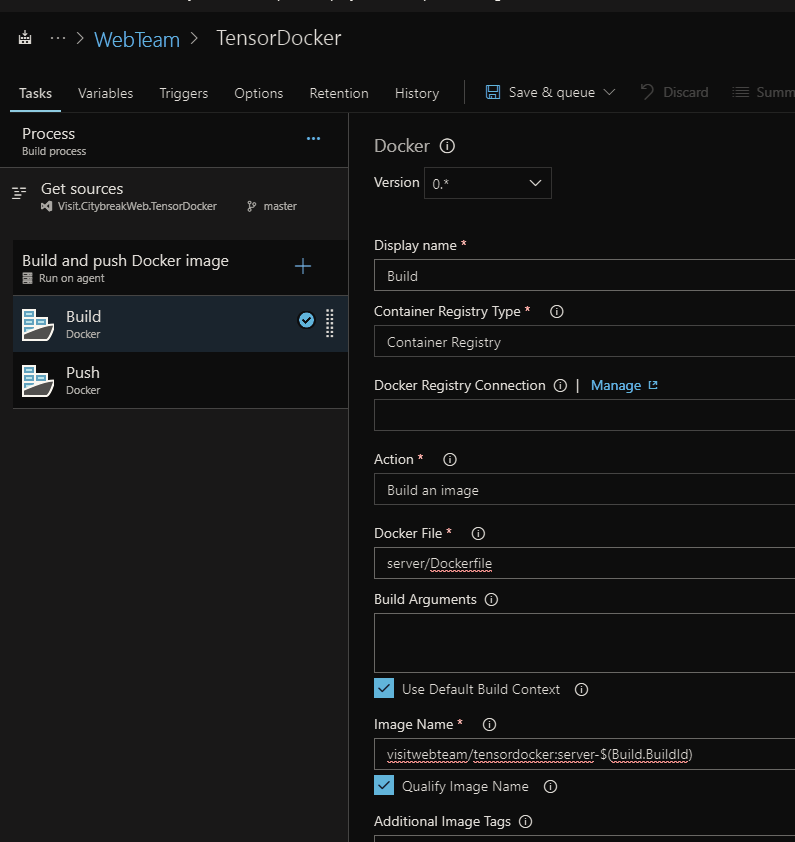 ··· > WebTeam > TensorDocker
Tasks Variables Triggers Options Retention History Save & queue Discard Summ
Process
Build process
Get sources
Visit.CitybreakWeb.TensorDocker master
Build and push Docker image
Run on agent
Build
Docker
Push
Docker
Docker
Version 0.*
Display name *
Build
Container Registry Type *
Container Registry
Docker Registry Connection | Manage
Action *
Build an image
Docker File *
server/Dockerfile
Build Arguments
Use Default Build Context
Image Name *
visitwebteam/tensordocker:server-$(Build.BuildId)
Qualify Image Name
Additional Image Tags